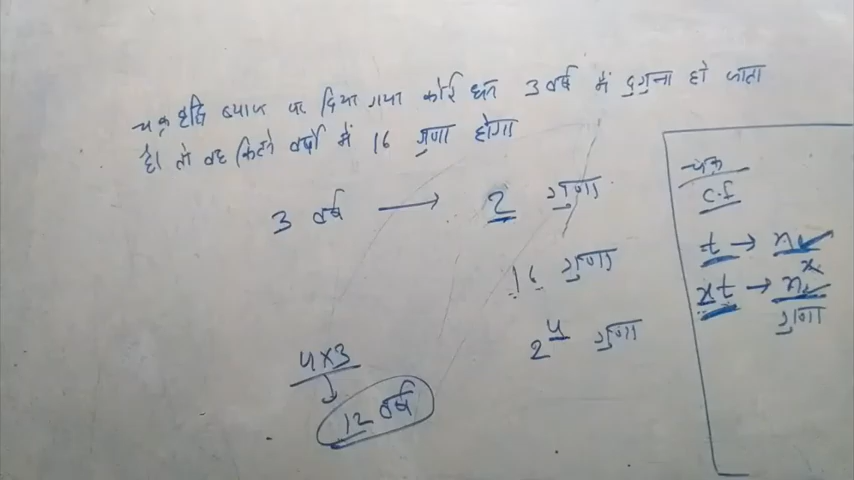 चक्रवृद्धि ब्याज पर दिया गया कोई धन 3 वर्ष में दुगुना हो जाता
है। तो वह कितने वर्षो में 16 गुणा होगा
3 वर्ष → 2 गुणा
16 गुणा
2⁴ गुणा
4×3
12 वर्ष
चक्र
C.I
t → n
xt → nˣ
गुणा